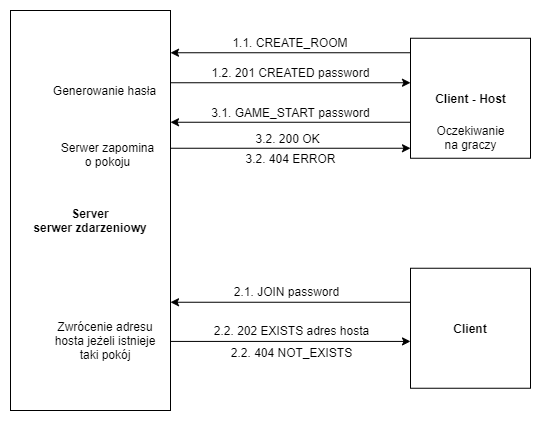 1.1. CREATE_ROOM
1.2. 201 CREATED password
Generowanie hasła
Client - Host
3.1. GAME_START password
Oczekiwanie
na graczy
3.2. 200 OK
Serwer zapomina
o pokoju
3.2. 404 ERROR
Server
serwer zdarzeniowy
2.1. JOIN password
Zwrócenie adresu
hosta jeżeli istnieje
taki pokój
2.2. 202 EXISTS adres hosta
2.2. 404 NOT_EXISTS
Client